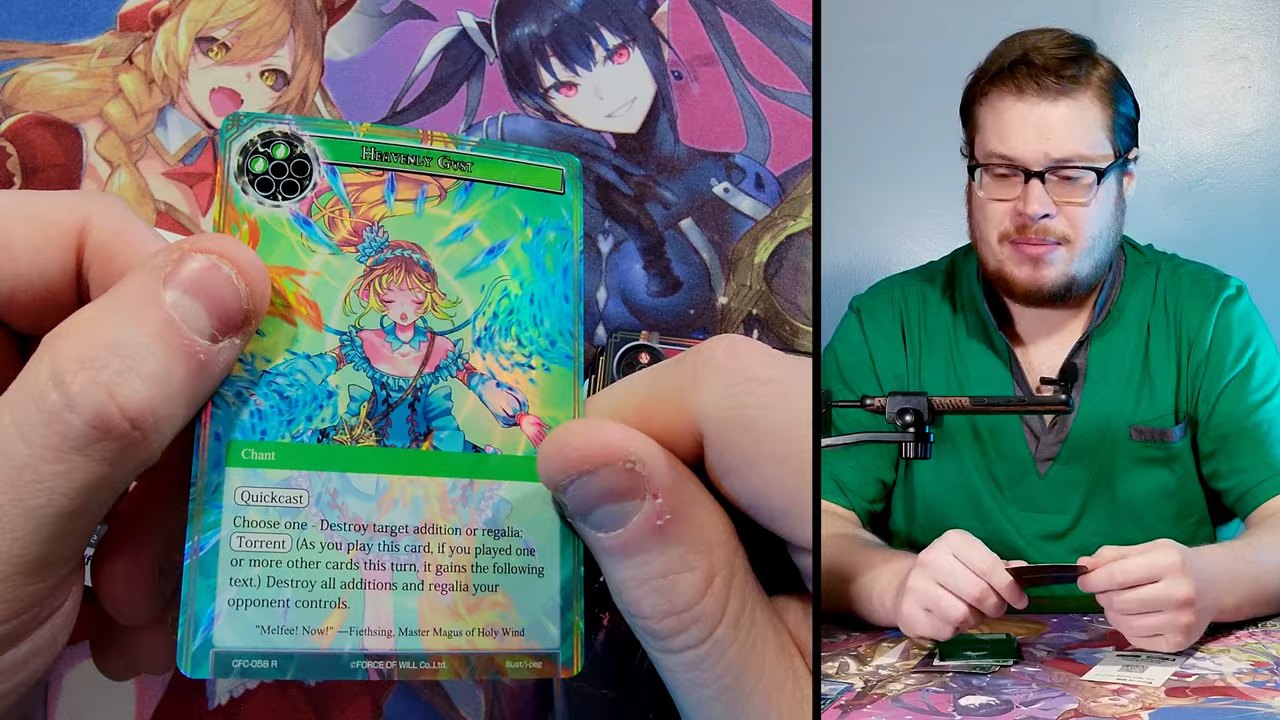 Heavenly Gust
Chant
Quickcast
Choose one - Destroy target addition or regalia;
Torrent (As you play this card, if you played one
or more other cards this turn, it gains the following
text.) Destroy all additions and regalia your
opponent controls.
"Melfee! Now!" —Fiethsing, Master Magus of Holy Wind
CFC-058 R ©FORCE OF WILL Co.,Ltd. Illust/j-peg